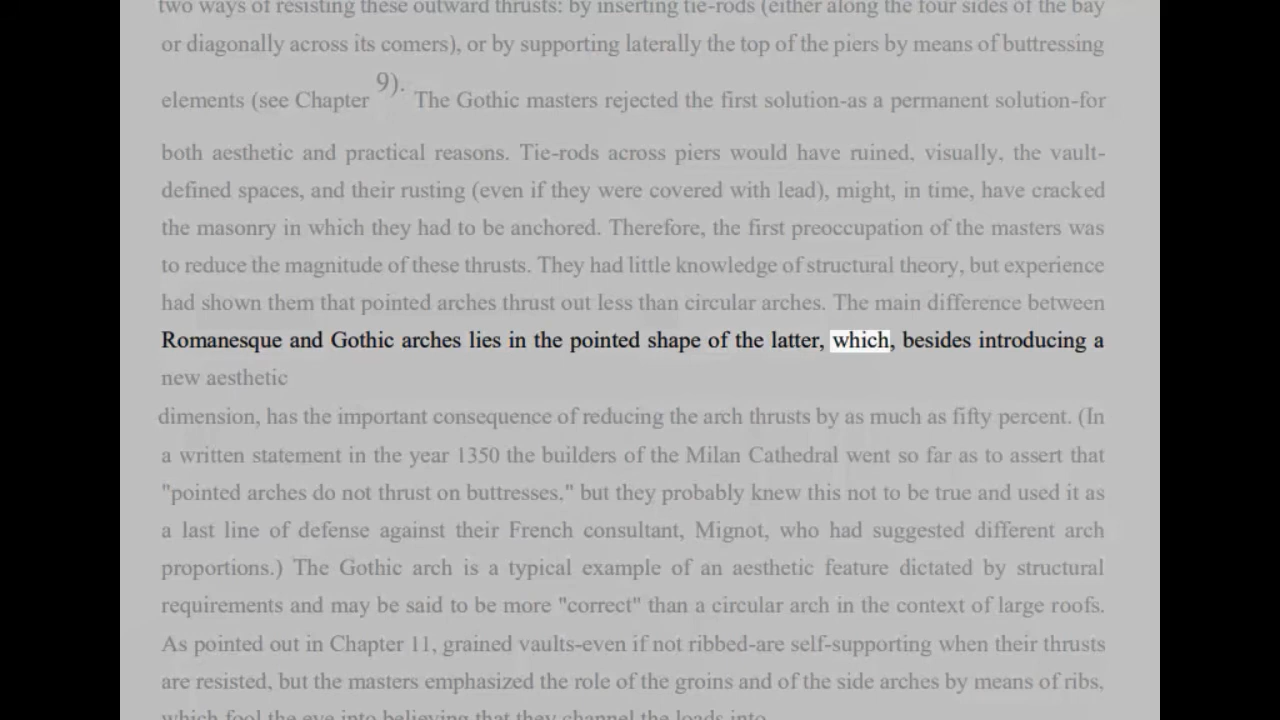 two ways of resisting these outward thrusts: by inserting tie-rods (either along the four sides of the bay
or diagonally across its comers), or by supporting laterally the top of the piers by means of buttressing
elements (see Chapter 9). The Gothic masters rejected the first solution-as a permanent solution-for
both aesthetic and practical reasons. Tie-rods across piers would have ruined, visually, the vault-
defined spaces, and their rusting (even if they were covered with lead), might, in time, have cracked
the masonry in which they had to be anchored. Therefore, the first preoccupation of the masters was
to reduce the magnitude of these thrusts. They had little knowledge of structural theory, but experience
had shown them that pointed arches thrust out less than circular arches. The main difference between
Romanesque and Gothic arches lies in the pointed shape of the latter, which, besides introducing a
new aesthetic
dimension, has the important consequence of reducing the arch thrusts by as much as fifty percent. (In
a written statement in the year 1350 the builders of the Milan Cathedral went so far as to assert that
"pointed arches do not thrust on buttresses." but they probably knew this not to be true and used it as
a last line of defense against their French consultant, Mignot, who had suggested different arch
proportions.) The Gothic arch is a typical example of an aesthetic feature dictated by structural
requirements and may be said to be more "correct" than a circular arch in the context of large roofs.
As pointed out in Chapter 11, grained vaults-even if not ribbed-are self-supporting when their thrusts
are resisted, but the masters emphasized the role of the groins and of the side arches by means of ribs,
which fool the eye into believing that they channel the loads into